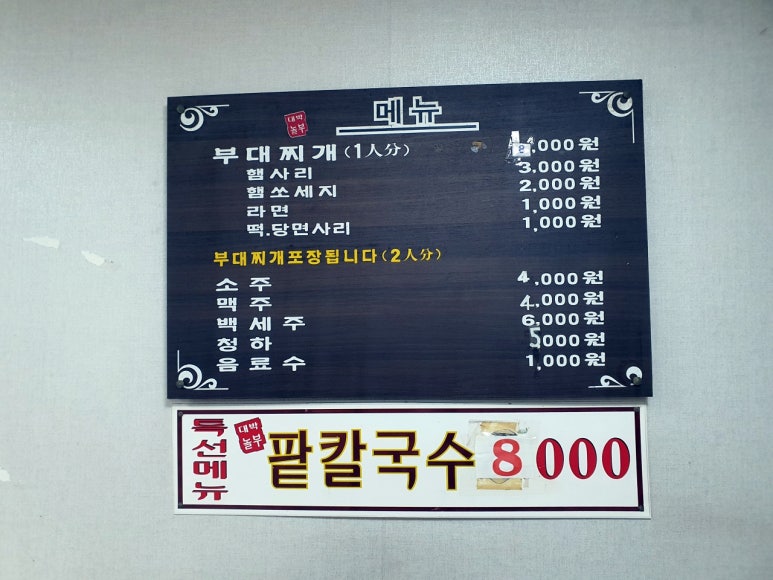 메뉴
대박
놀부
부대찌개(1人分) 8,000원
햄사리 3,000원
햄쏘세지 2,000원
라면 1,000원
떡.당면사리 1,000원
부대찌개포장됩니다(2人分)
소주 4,000원
맥주 4,000원
백세주 6,000원
청하 5000원
음료수 1,000원
특선메뉴
대박
놀부
팥칼국수 8000